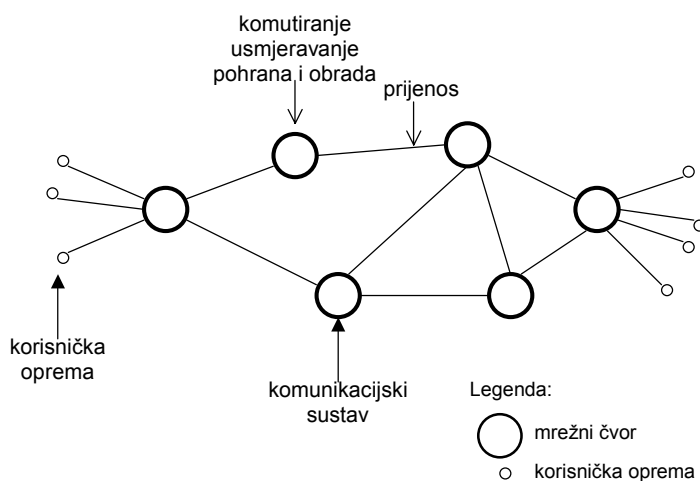 komutiranje
usmjeravanje
pohrana i obrada
prijenos
korisnička
oprema
komunikacijski
sustav
Legenda:
mrežni čvor
korisnička oprema